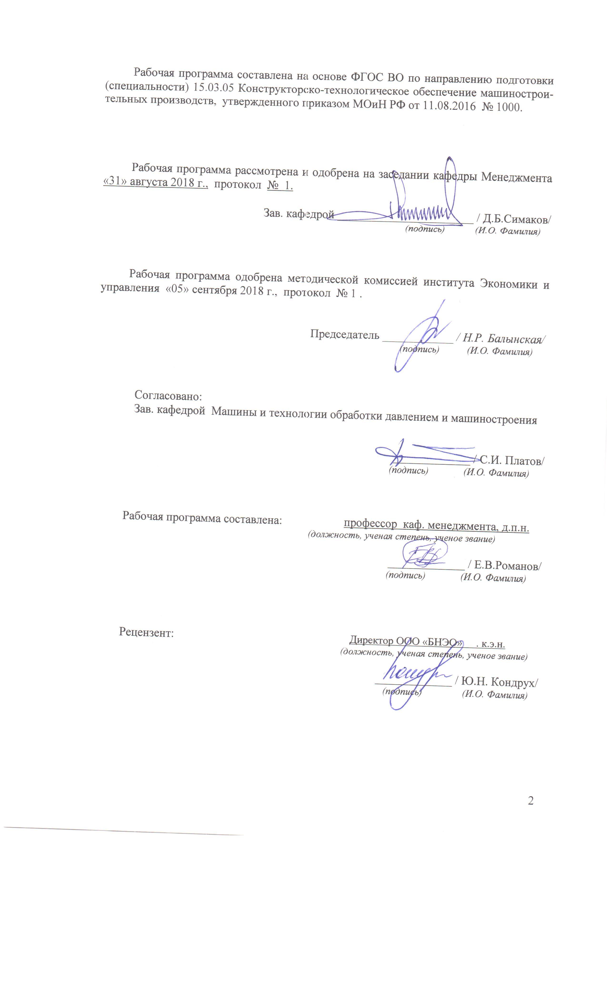 Рабочая программа составлена на основе ФГОС ВО по направлению подготовки
(специальности) 15.03.05 Конструкторско-технологическое обеспечение машинострои-
тельных производств, утвержденного приказом МОиН РФ от 11.08.2016 № 1000.
Рабочая программа рассмотрена и одобрена на заседании кафедры Менеджмента
«31» августа 2018 г., протокол № 1.
Зав. кафедрой / Д.Б.Симаков/
(подпись) (И.О. Фамилия)
Рабочая программа одобрена методической комиссией института Экономики и
управления «05» сентября 2018 г., протокол № 1 .
Председатель / Н.Р. Балынская/
(подпись) (И.О. Фамилия)
Согласовано:
Зав. кафедрой Машины и технологии обработки давлением и машиностроения
/ С.И. Платов/
(подпись) (И.О. Фамилия)
Рабочая программа составлена: профессор каф. менеджмента, д.п.н.
(должность, ученая степень, ученое звание)
/ Е.В.Романов/
(подпись) (И.О. Фамилия)
Рецензент: Директор ООО «БНЭО» . к.э.н.
(должность, ученая степень, ученое звание)
/ Ю.Н. Кондрух/
(подпись) (И.О. Фамилия)
2